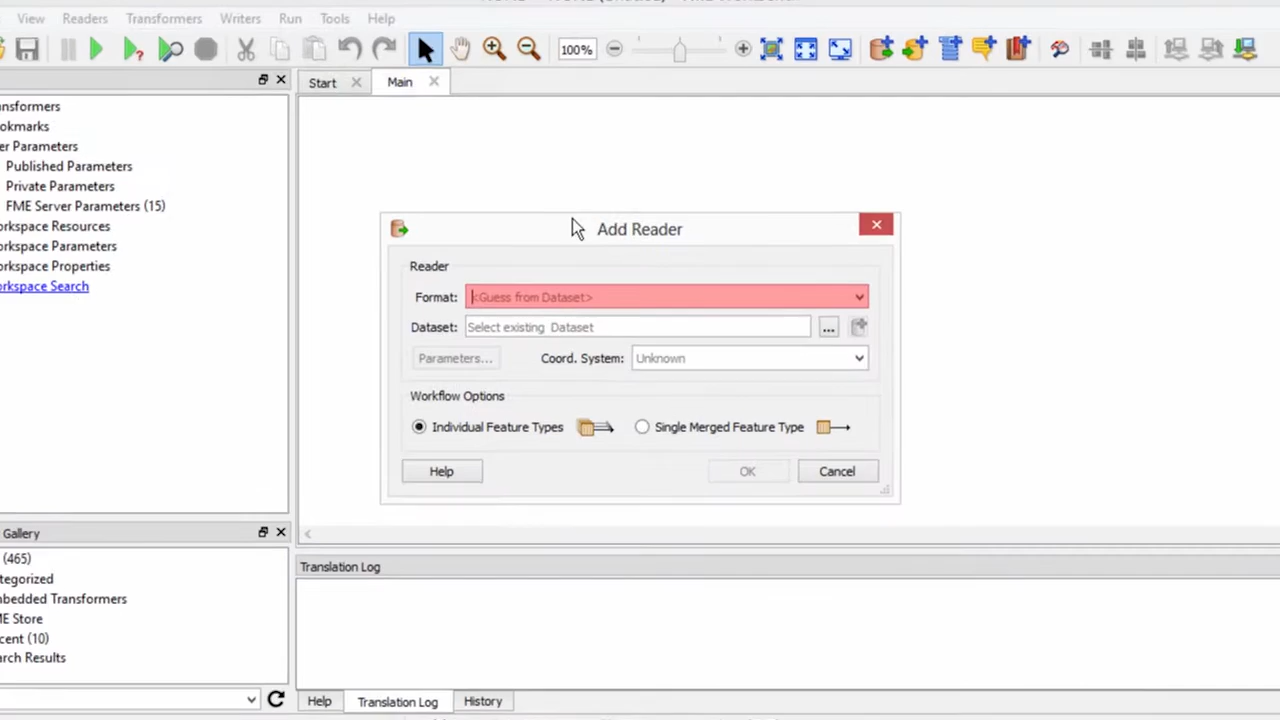 View Readers Transformers Writers Run Tools Help
100%
Start Main
nsformers
okmarks
er Parameters
Published Parameters
Private Parameters
FME Server Parameters (15)
orkspace Resources
orkspace Parameters
orkspace Properties
orkspace Search
Add Reader
Reader
Format: <Guess from Dataset>
Dataset: Select existing Dataset ...
Parameters... Coord. System: Unknown
Workflow Options
Individual Feature Types Single Merged Feature Type
Help OK Cancel
Gallery
(465)
tegorized
bedded Transformers
ME Store
cent (10)
arch Results
Translation Log
Help Translation Log History